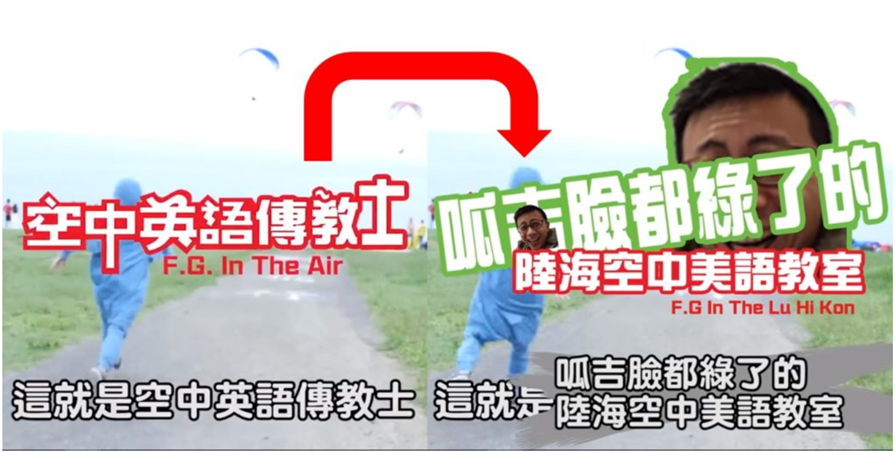 空中英語傳教士
F.G. In The Air
這就是空中英語傳教士
呱吉臉都綠了的
陸海空中美語教室
F.G In The Lu Hi Kon
這就是
呱吉臉都綠了的
陸海空中美語教室